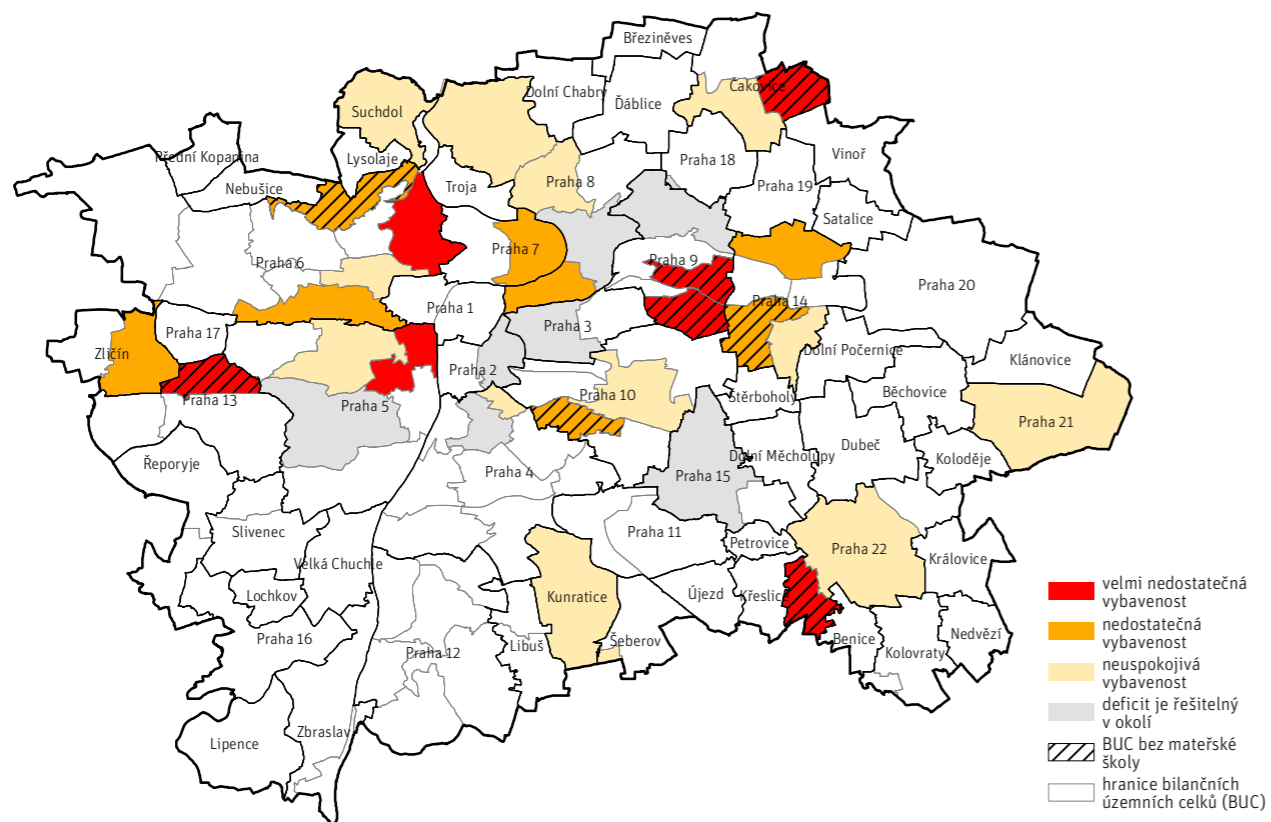 Březiněves
Čakovice
Dolní Chabry
Ďáblice
Suchdol
Přední Kopanina
Lysolaje
Praha 18
Vinoř
Nebušice
Troja
Praha 8
Praha 19
Satalice
Praha 6
Praha 7
Praha 9
Praha 20
Praha 1
Praha 14
Praha 17
Praha 3
Zličín
Dolní Počernice
Klánovice
Praha 2
Běchovice
Praha 13
Praha 5
Praha 10
Štěrboholy
Praha 21
Dubeč
Řeporyje
Praha 4
Praha 15
Dolní Měcholupy
Koloděje
Slivenec
Praha 11
Petrovice
Praha 22
Královice
Velká Chuchle
Lochkov
Kunratice
Újezd
Křeslice
Praha 16
Praha 12
Libuš
Šeberov
Benice
Nedvězí
Kolovraty
Lipence
Zbraslav
velmi nedostatečná
vybavenost
nedostatečná
vybavenost
neuspokojivá
vybavenost
deficit je řešitelný
v okolí
BUC bez mateřské
školy
hranice bilančních
územních celků (BUC)